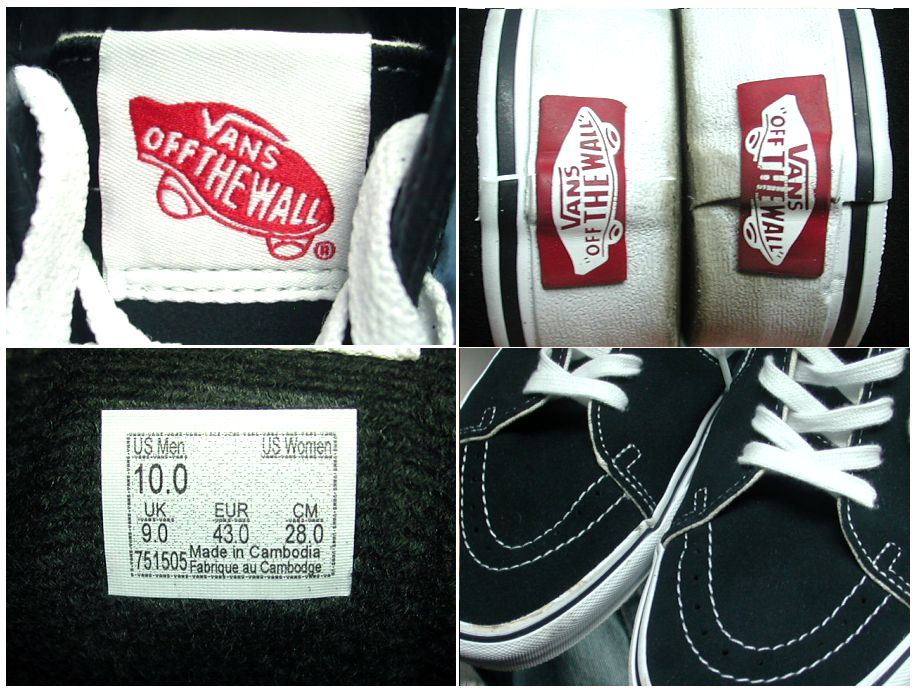 VANS
OFF THE WALL
®
VANS
"OFF THE WALL"
VANS
"OFF THE WALL"
US Men US Women
10.0
UK EUR CM
9.0 43.0 28.0
751505 Made in Cambodia
Fabrique au Cambodge